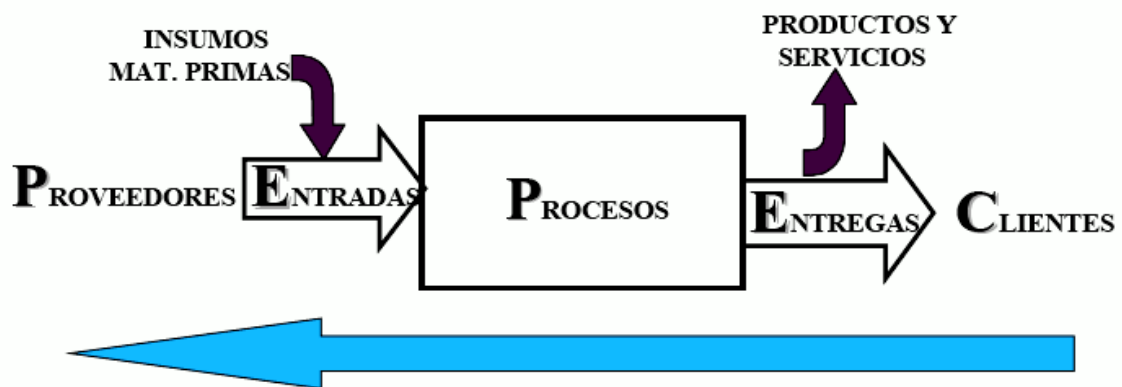 INSUMOS
MAT. PRIMAS
PRODUCTOS Y
SERVICIOS
PROVEEDORES
ENTRADAS
PROCESOS
ENTREGAS
CLIENTES